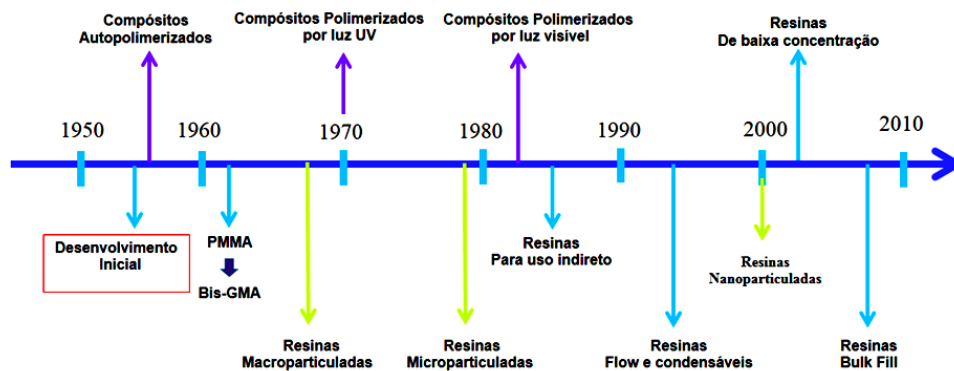 Compósitos
Autopolimerizados
Compósitos Polimerizados
por luz UV
Compósitos Polimerizados
por luz visível
Resinas
De baixa concentração
1950
1960
1970
1980
1990
2000
2010
Desenvolvimento
Inicial
PMMA
Bis-GMA
Resinas
Para uso indireto
Resinas
Nanoparticuladas
Resinas
Macroparticuladas
Resinas
Microparticuladas
Resinas
Flow e condensáveis
Resinas
Bulk Fill